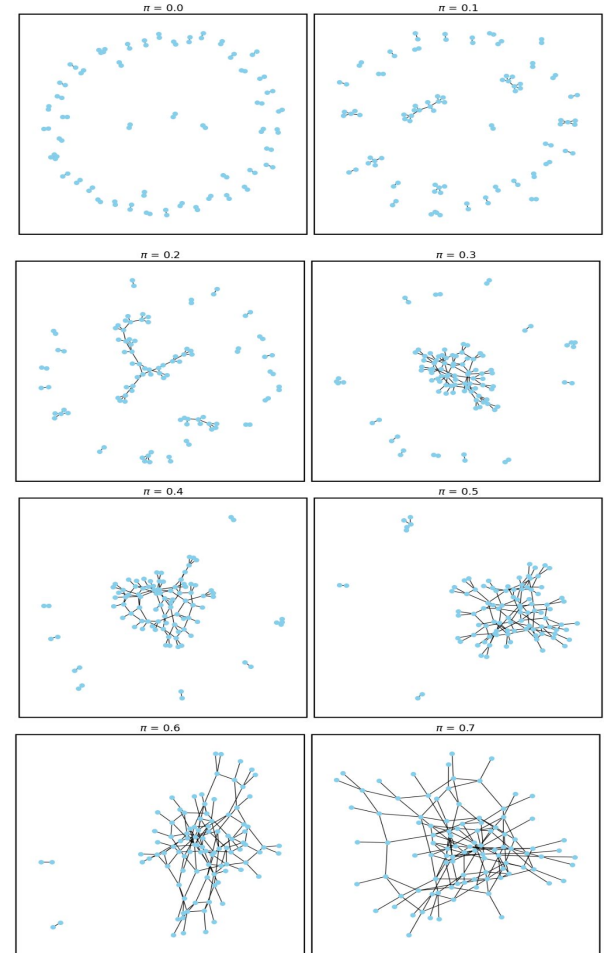 π = 0.0
π = 0.1
π = 0.2
π = 0.3
π = 0.4
π = 0.5
π = 0.6
π = 0.7